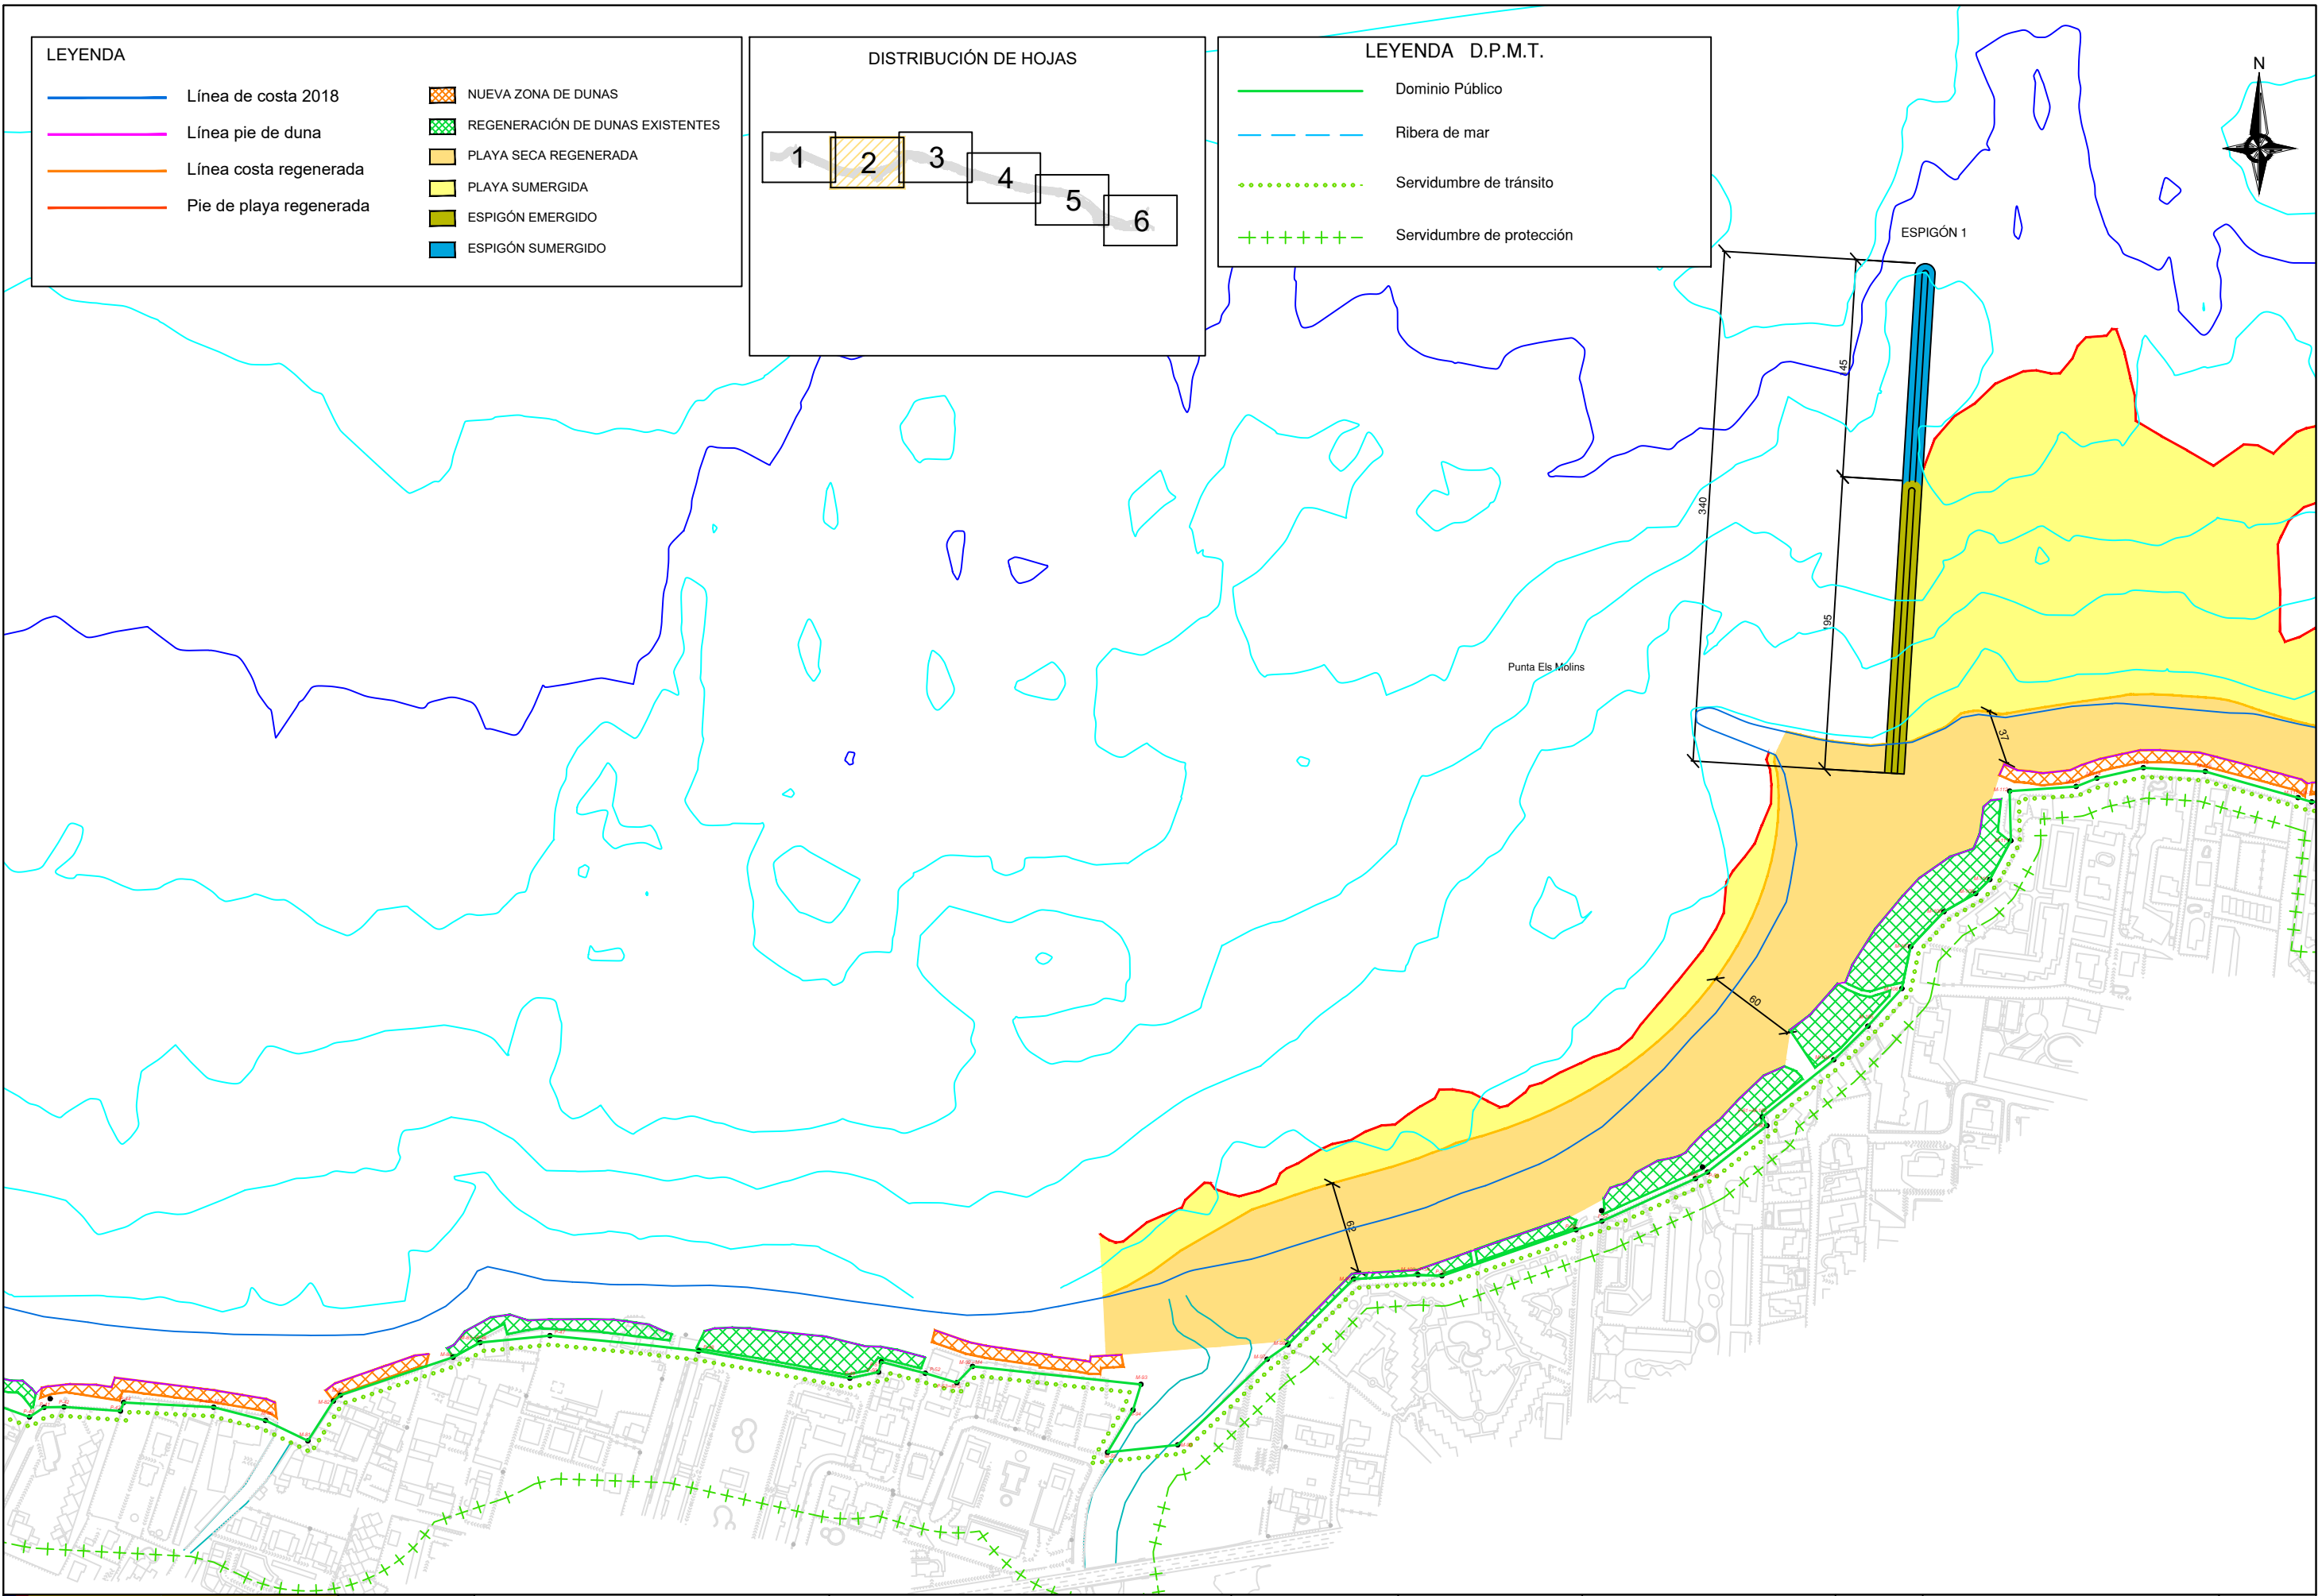 LEYENDA
Línea de costa 2018
Línea pie de duna
Línea costa regenerada
Pie de playa regenerada
NUEVA ZONA DE DUNAS
REGENERACIÓN DE DUNAS EXISTENTES
PLAYA SECA REGENERADA
PLAYA SUMERGIDA
ESPIGÓN EMERGIDO
ESPIGÓN SUMERGIDO
DISTRIBUCIÓN DE HOJAS
1
2
3
4
5
6
LEYENDA D.P.M.T.
Dominio Público
Ribera de mar
Servidumbre de tránsito
Servidumbre de protección
N
ESPIGÓN 1
145
340
195
Punta Els Molins
37
60
62